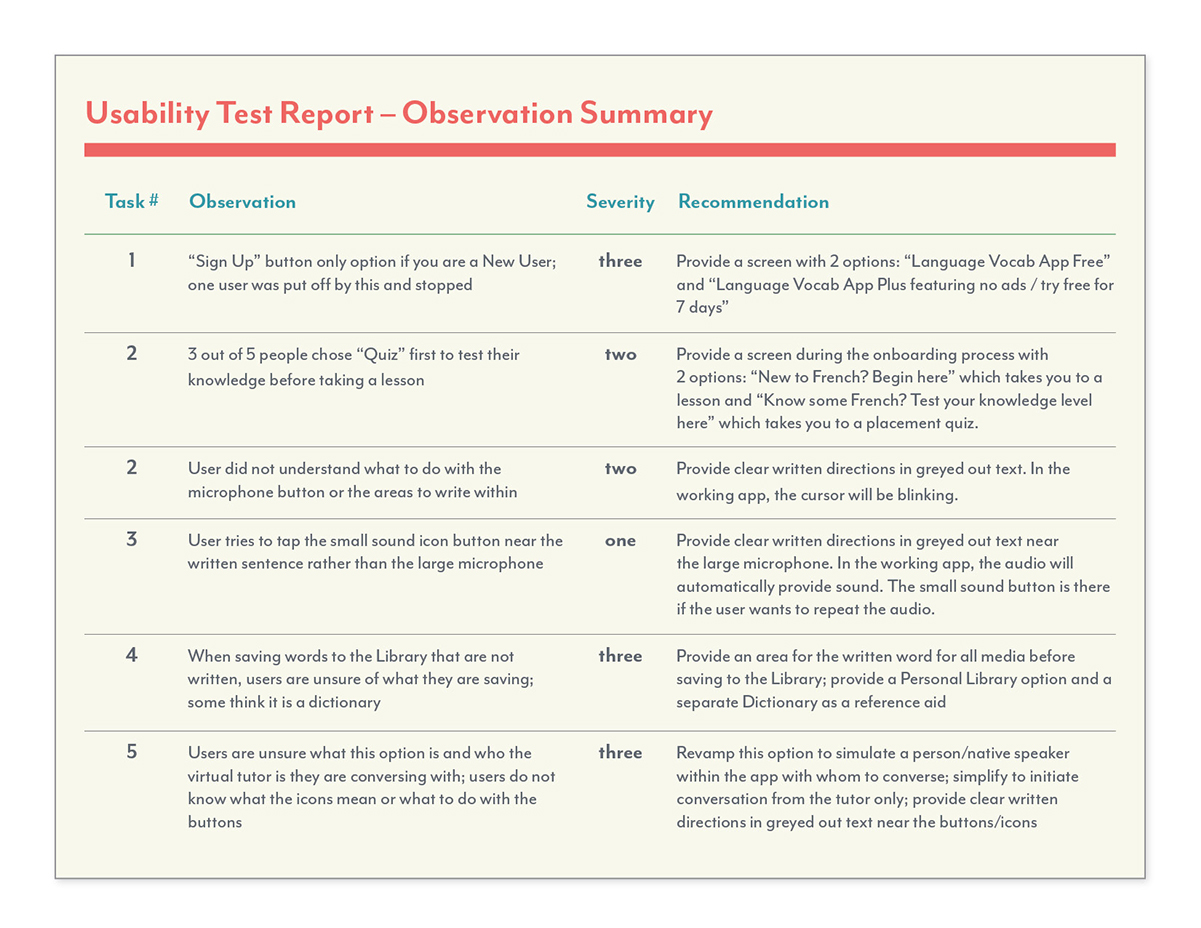 Usability Test Report – Observation Summary
Task # Observation Severity Recommendation
1 “Sign Up” button only option if you are a New User; three Provide a screen with 2 options: “Language Vocab App Free”
one user was put off by this and stopped and “Language Vocab App Plus featuring no ads / try free for
7 days”
2 3 out of 5 people chose “Quiz” first to test their two Provide a screen during the onboarding process with
knowledge before taking a lesson 2 options: “New to French? Begin here” which takes you to a
lesson and “Know some French? Test your knowledge level
here” which takes you to a placement quiz.
2 User did not understand what to do with the two Provide clear written directions in greyed out text. In the
microphone button or the areas to write within working app, the cursor will be blinking.
3 User tries to tap the small sound icon button near the one Provide clear written directions in greyed out text near
written sentence rather than the large microphone the large microphone. In the working app, the audio will
automatically provide sound. The small sound button is there
if the user wants to repeat the audio.
4 When saving words to the Library that are not three Provide an area for the written word for all media before
written, users are unsure of what they are saving; saving to the Library; provide a Personal Library option and a
some think it is a dictionary separate Dictionary as a reference aid
5 Users are unsure what this option is and who the three Revamp this option to simulate a person/native speaker
virtual tutor is they are conversing with; users do not within the app with whom to converse; simplify to initiate
know what the icons mean or what to do with the conversation from the tutor only; provide clear written
buttons directions in greyed out text near the buttons/icons